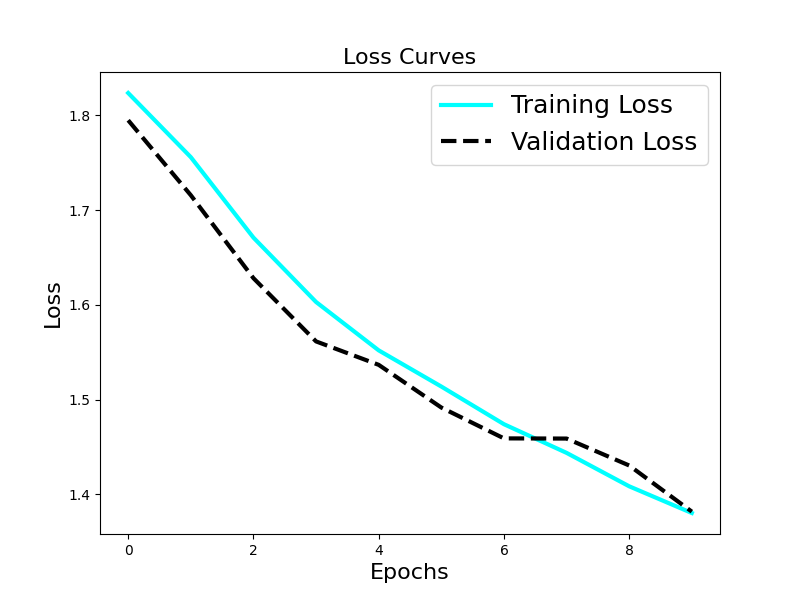 Loss Curves
Training Loss
Validation Loss
1.8
1.7
1.6
1.5
1.4
Loss
0 2 4 6 8
Epochs